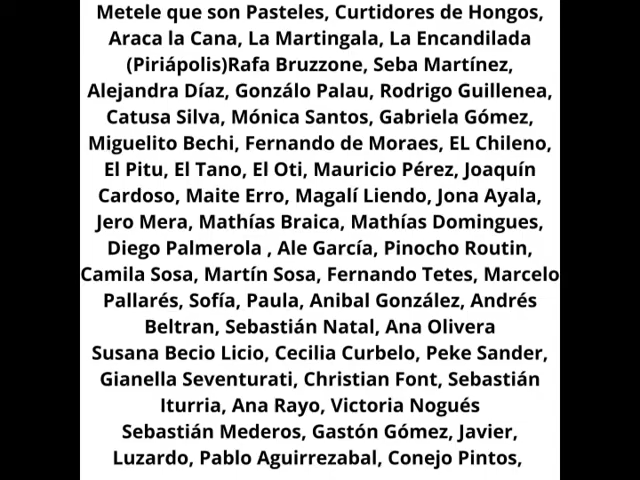 Metele que son Pasteles, Curtidores de Hongos,
Araca la Cana, La Martingala, La Encandilada
(Piriápolis)Rafa Bruzzone, Seba Martínez,
Alejandra Díaz, Gonzálo Palau, Rodrigo Guillenea,
Catusa Silva, Mónica Santos, Gabriela Gómez,
Miguelito Bechi, Fernando de Moraes, EL Chileno,
El Pitu, El Tano, El Oti, Mauricio Pérez, Joaquín
Cardoso, Maite Erro, Magalí Liendo, Jona Ayala,
Jero Mera, Mathías Braica, Mathías Domingues,
Diego Palmerola , Ale García, Pinocho Routin,
Camila Sosa, Martín Sosa, Fernando Tetes, Marcelo
Pallarés, Sofía, Paula, Anibal González, Andrés
Beltran, Sebastián Natal, Ana Olivera
Susana Becio Licio, Cecilia Curbelo, Peke Sander,
Gianella Seventurati, Christian Font, Sebastián
Iturria, Ana Rayo, Victoria Nogués
Sebastián Mederos, Gastón Gómez, Javier,
Luzardo, Pablo Aguirrezabal, Conejo Pintos,